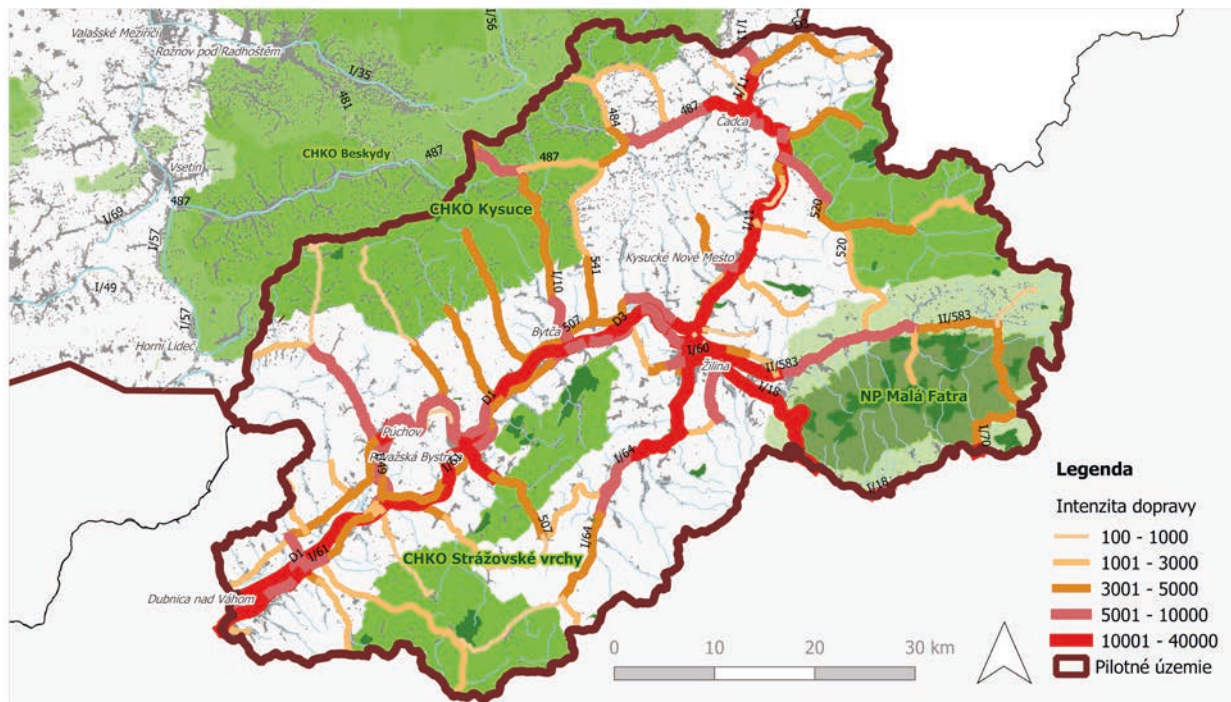 Valašské Meziříčí
Rožnov pod Radhoštěm
I/35
481
I/56
I/11
D3
I/11
487
484
Čadca
CHKO Beskydy
487
487
Vsetín
487
I/69
I/57
CHKO Kysuce
I/11
520
520
I/49
I/57
Horní Lideč
I/10
541
Kysucké Nové Mesto
507
D3
Bytča
I/60
Žilina
II/583
II/583
I/18
NP Malá Fatra
D1
Púchov
Považská Bystrica
I/49
I/61
I/64
I/70
I/18
507
I/64
D1
I/61
CHKO Strážovské vrchy
Dubnica nad Váhom
0 10 20 30 km
Legenda
Intenzita dopravy
100 - 1000
1001 - 3000
3001 - 5000
5001 - 10000
10001 - 40000
Pilotné územie